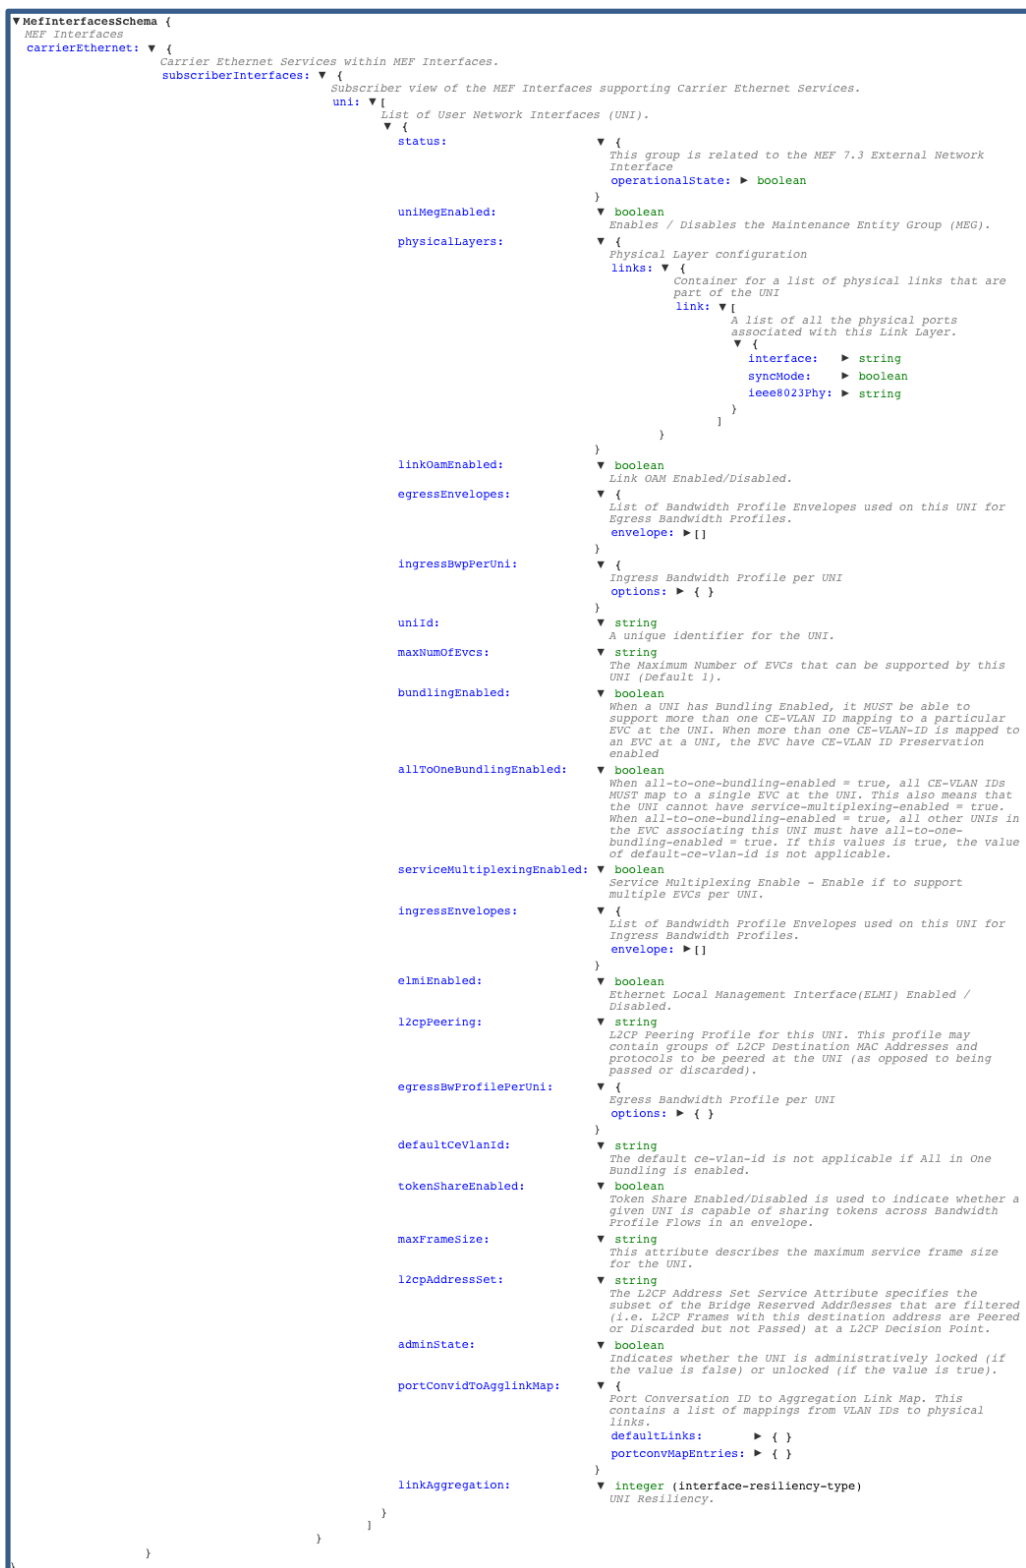 ▼MefInterfacesSchema {
MEF Interfaces
carrierEthernet: ▼ {
Carrier Ethernet Services within MEF Interfaces.
subscriberInterfaces: ▼ {
Subscriber view of the MEF Interfaces supporting Carrier Ethernet Services.
uni: ▼[
List of User Network Interfaces (UNI).
▼ {
status: ▼ {
This group is related to the MEF 7.3 External Network
Interface
operationalState: ▶ boolean
}
uniMegEnabled: ▼ boolean
Enables / Disables the Maintenance Entity Group (MEG).
physicalLayers: ▼ {
Physical Layer configuration
links: ▼ {
Container for a list of physical links that are
part of the UNI
link: ▼[
A list of all the physical ports
associated with this Link Layer.
▼ {
interface: ▶ string
syncMode: ▶ boolean
ieee8023Phy: ▶ string
}
]
}
}
linkOamEnabled: ▼ boolean
Link OAM Enabled/Disabled.
egressEnvelopes: ▼ {
List of Bandwidth Profile Envelopes used on this UNI for
Egress Bandwidth Profiles.
envelope: ▶[]
}
ingressBwpPerUni: ▼ {
Ingress Bandwidth Profile per UNI
options: ▶ { }
}
uniId: ▼ string
A unique identifier for the UNI.
maxNumOfEvcs: ▼ string
The Maximum Number of EVCs that can be supported by this
UNI (Default 1).
bundlingEnabled: ▼ boolean
When a UNI has Bundling Enabled, it MUST be able to
support more than one CE-VLAN ID mapping to a particular
EVC at the UNI. When more than one CE-VLAN-ID is mapped to
an EVC at a UNI, the EVC have CE-VLAN ID Preservation
enabled
allToOneBundlingEnabled: ▼ boolean
When all-to-one-bundling-enabled = true, all CE-VLAN IDs
MUST map to a single EVC at the UNI. This also means that
the UNI cannot have service-multiplexing-enabled = true.
When all-to-one-bundling-enabled = true, all other UNIs in
the EVC associating this UNI must have all-to-one-
bundling-enabled = true. If this values is true, the value
of default-ce-vlan-id is not applicable.
serviceMultiplexingEnabled: ▼ boolean
Service Multiplexing Enable - Enable if to support
multiple EVCs per UNI.
ingressEnvelopes: ▼ {
List of Bandwidth Profile Envelopes used on this UNI for
Ingress Bandwidth Profiles.
envelope: ▶[]
}
elmiEnabled: ▼ boolean
Ethernet Local Management Interface(ELMI) Enabled /
Disabled.
l2cpPeering: ▼ string
L2CP Peering Profile for this UNI. This profile may
contain groups of L2CP Destination MAC Addresses and
protocols to be peered at the UNI (as opposed to being
passed or discarded).
egressBwProfilePerUni: ▼ {
Egress Bandwidth Profile per UNI
options: ▶ { }
}
defaultCeVlanId: ▼ string
The default ce-vlan-id is not applicable if All in One
Bundling is enabled.
tokenShareEnabled: ▼ boolean
Token Share Enabled/Disabled is used to indicate whether a
given UNI is capable of sharing tokens across Bandwidth
Profile Flows in an envelope.
maxFrameSize: ▼ string
This attribute describes the maximum service frame size
for the UNI.
l2cpAddressSet: ▼ string
The L2CP Address Set Service Attribute specifies the
subset of the Bridge Reserved Addrßesses that are filtered
(i.e. L2CP Frames with this destination address are Peered
or Discarded but not Passed) at a L2CP Decision Point.
adminState: ▼ boolean
Indicates whether the UNI is administratively locked (if
the value is false) or unlocked (if the value is true).
portConvidToAgglinkMap: ▼ {
Port Conversation ID to Aggregation Link Map. This
contains a list of mappings from VLAN IDs to physical
links.
defaultLinks: ▶ { }
portconvMapEntries: ▶ { }
}
linkAggregation: ▼ integer (interface-resiliency-type)
UNI Resiliency.
}
]
}
}
}